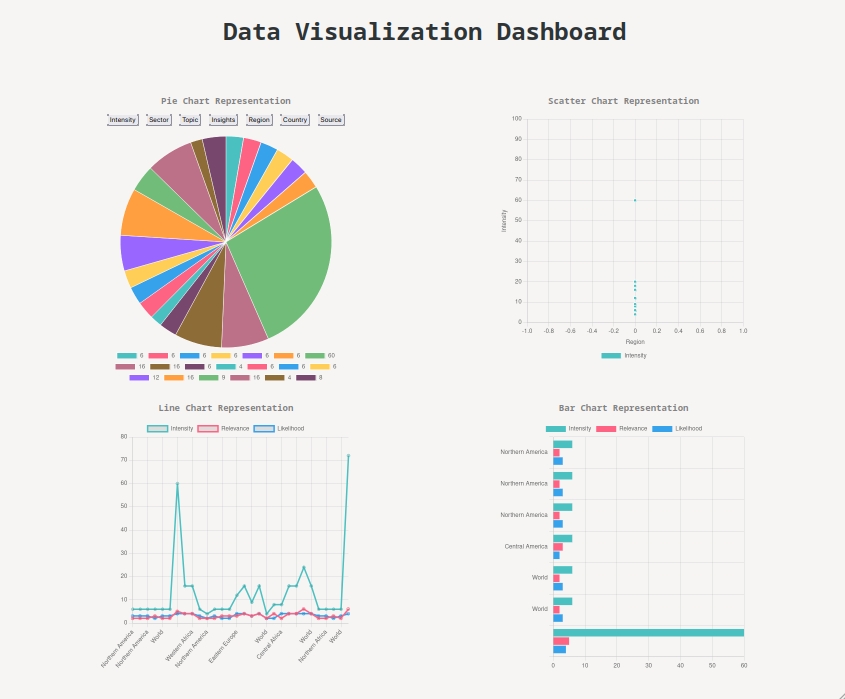 Data Visualization Dashboard
Pie Chart Representation
Intensity Sector Topic Insights Region Country Source
6 6 6 6 6 6 60
16 16 6 4 6 6 6
12 16 9 16 4 8
Scatter Chart Representation
100
90
80
70
60
50
40
30
20
10
0
Intensity
-1.0 -0.8 -0.6 -0.4 -0.2 0 0.2 0.4 0.6 0.8 1.0
Region
Intensity
Line Chart Representation
Intensity Relevance Likelihood
80
70
60
50
40
30
20
10
0
Northern America
Northern America
World
Western Africa
Northern America
Eastern Europe
World
Central Africa
World
Northern Africa
World
Bar Chart Representation
Intensity Relevance Likelihood
Northern America
Northern America
Northern America
Central America
World
World
0 10 20 30 40 50 60